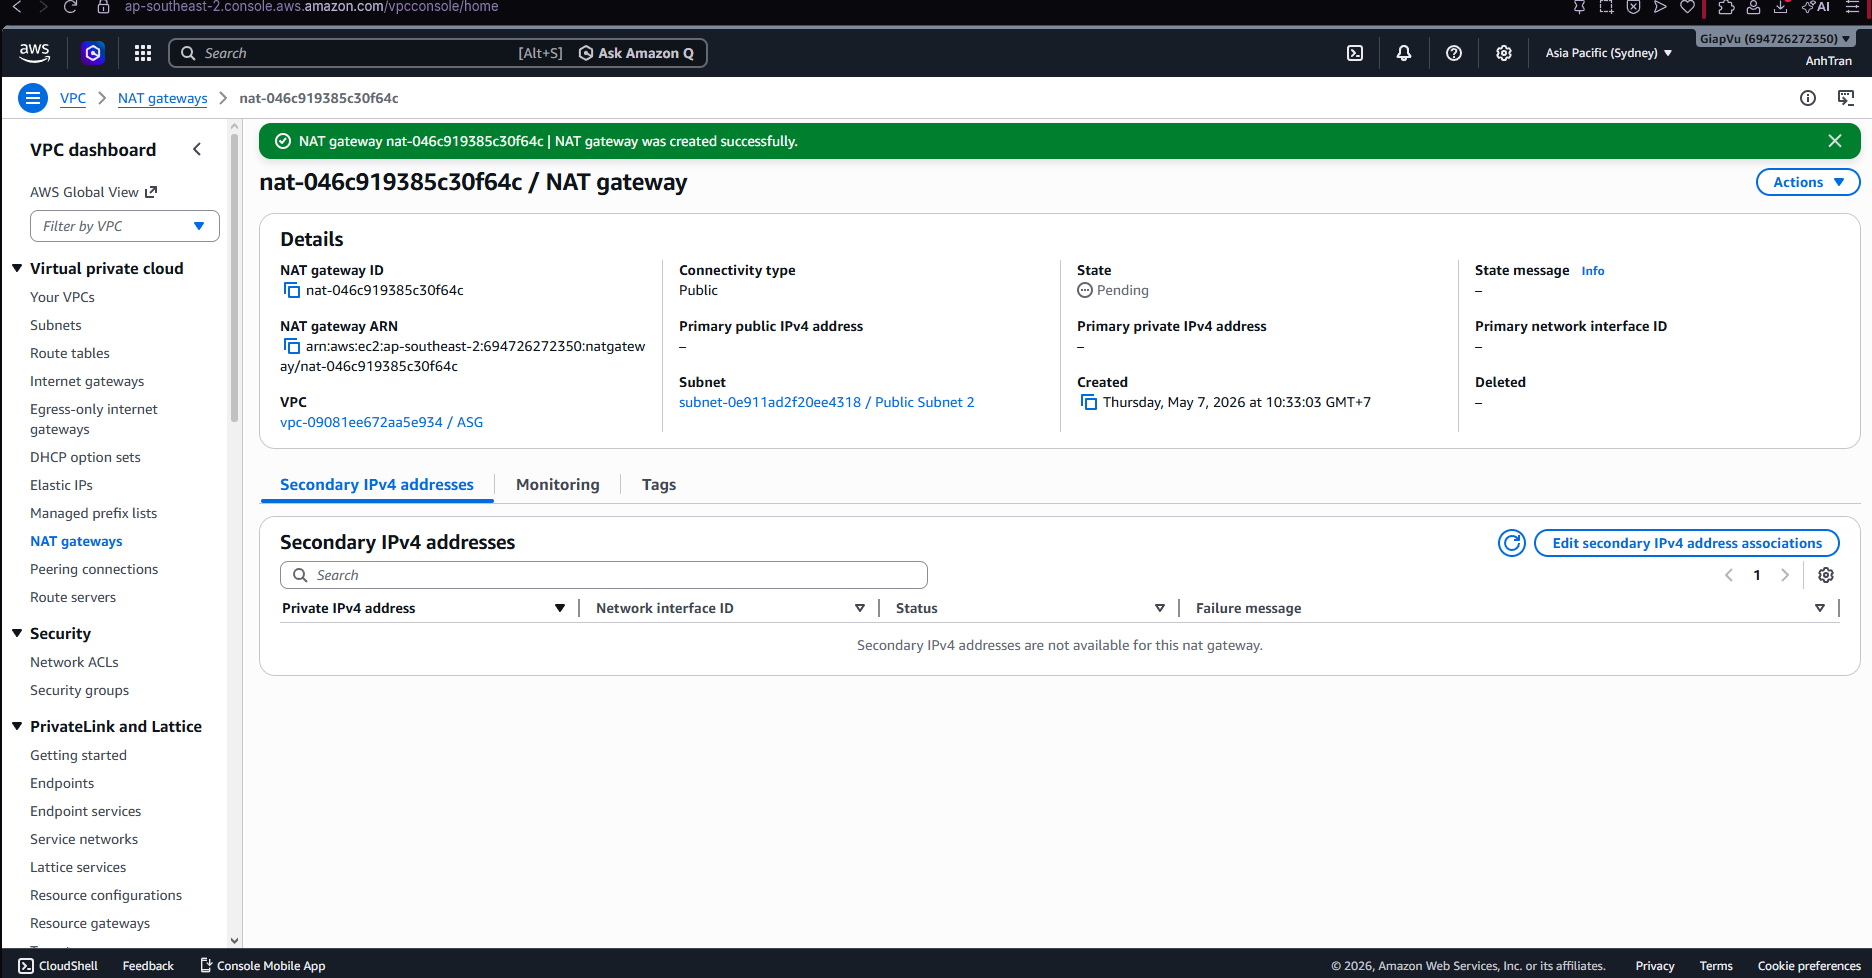 ap-southeast-2.console.aws.amazon.com/vpcconsole/home
AI
aws
Search
[Alt+S]
Ask Amazon Q
Asia Pacific (Sydney)
GiapVu (694726272350)
AnhTran
VPC
NAT gateways
nat-046c919385c30f64c
VPC dashboard
AWS Global View
Filter by VPC
Virtual private cloud
Your VPCs
Subnets
Route tables
Internet gateways
Egress-only internet
gateways
DHCP option sets
Elastic IPs
Managed prefix lists
NAT gateways
Peering connections
Route servers
Security
Network ACLs
Security groups
PrivateLink and Lattice
Getting started
Endpoints
Endpoint services
Service networks
Lattice services
Resource configurations
Resource gateways
NAT gateway nat-046c919385c30f64c | NAT gateway was created successfully.
nat-046c919385c30f64c / NAT gateway
Actions
Details
NAT gateway ID
nat-046c919385c30f64c
NAT gateway ARN
arn:aws:ec2:ap-southeast-2:694726272350:natgatew
ay/nat-046c919385c30f64c
VPC
vpc-09081ee672aa5e934 / ASG
Connectivity type
Public
Primary public IPv4 address
–
Subnet
subnet-0e911ad2f20ee4318 / Public Subnet 2
State
Pending
Primary private IPv4 address
–
Created
Thursday, May 7, 2026 at 10:33:03 GMT+7
State message Info
–
Primary network interface ID
–
Deleted
–
Secondary IPv4 addresses
Monitoring
Tags
Secondary IPv4 addresses
Edit secondary IPv4 address associations
Search
1
Private IPv4 address
Network interface ID
Status
Failure message
Secondary IPv4 addresses are not available for this nat gateway.
CloudShell
Feedback
Console Mobile App
© 2026, Amazon Web Services, Inc. or its affiliates.
Privacy
Terms
Cookie preferences